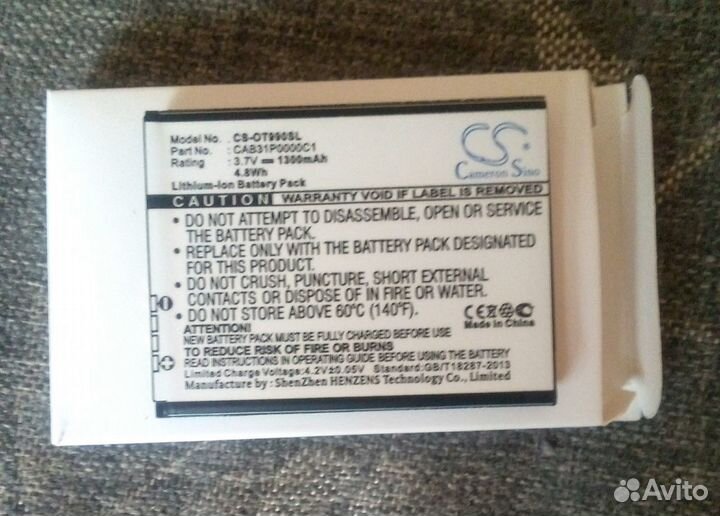 Model No. : CS-OT990SL
Part No. : CAB31P0000C1
Rating : 3.7V 1300mAh
4.8Wh
Lithium-Ion Battery Pack
CS
Cameron Sino
CAUTION WARRANTY IS VOID IF LABEL IS REMOVED
• DO NOT ATTEMPT TO DISASSEMBLE, OPEN OR SERVICE
THE BATTERY PACK.
• REPLACE ONLY WITH THE BATTERY PACK DESIGNATED
FOR THIS PRODUCT.
• DO NOT CRUSH, PUNCTURE, SHORT EXTERNAL
CONTACTS OR DISPOSE OF IN FIRE OR WATER.
• DO NOT STORE ABOVE 60°C (140°F).
CE
Made in China
ATTENTION!
NEW BATTERY PACK MUST BE FULLY CHARGED BEFORE USE
TO REDUCE RISK OF FIRE OR BURNS
READ INSTRUCTIONS IN OPERATING GUIDE BEFORE USING BATTERY
Limited Charge Voltage:4.2V±0.05V Standard:GB/T18287-2013
Manufacturer : ShenZhen HENZENS Technology Co., Limited
Avito